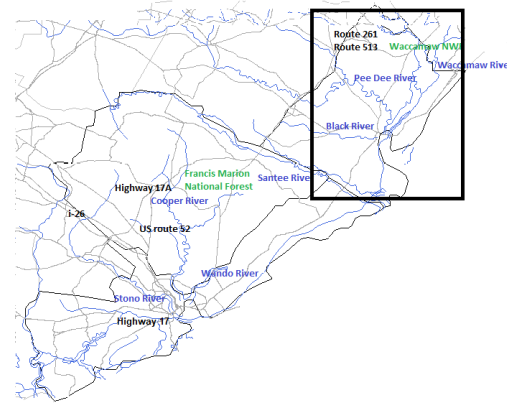 Route 261
Route 513
Waccamaw NWR
Waccamaw Rive
Pee Dee River
Black River
Francis Marion
National Forest
Santee River
Highway 17A
Cooper River
i-26
US route 52
Wando River
Stono River
Highway 17